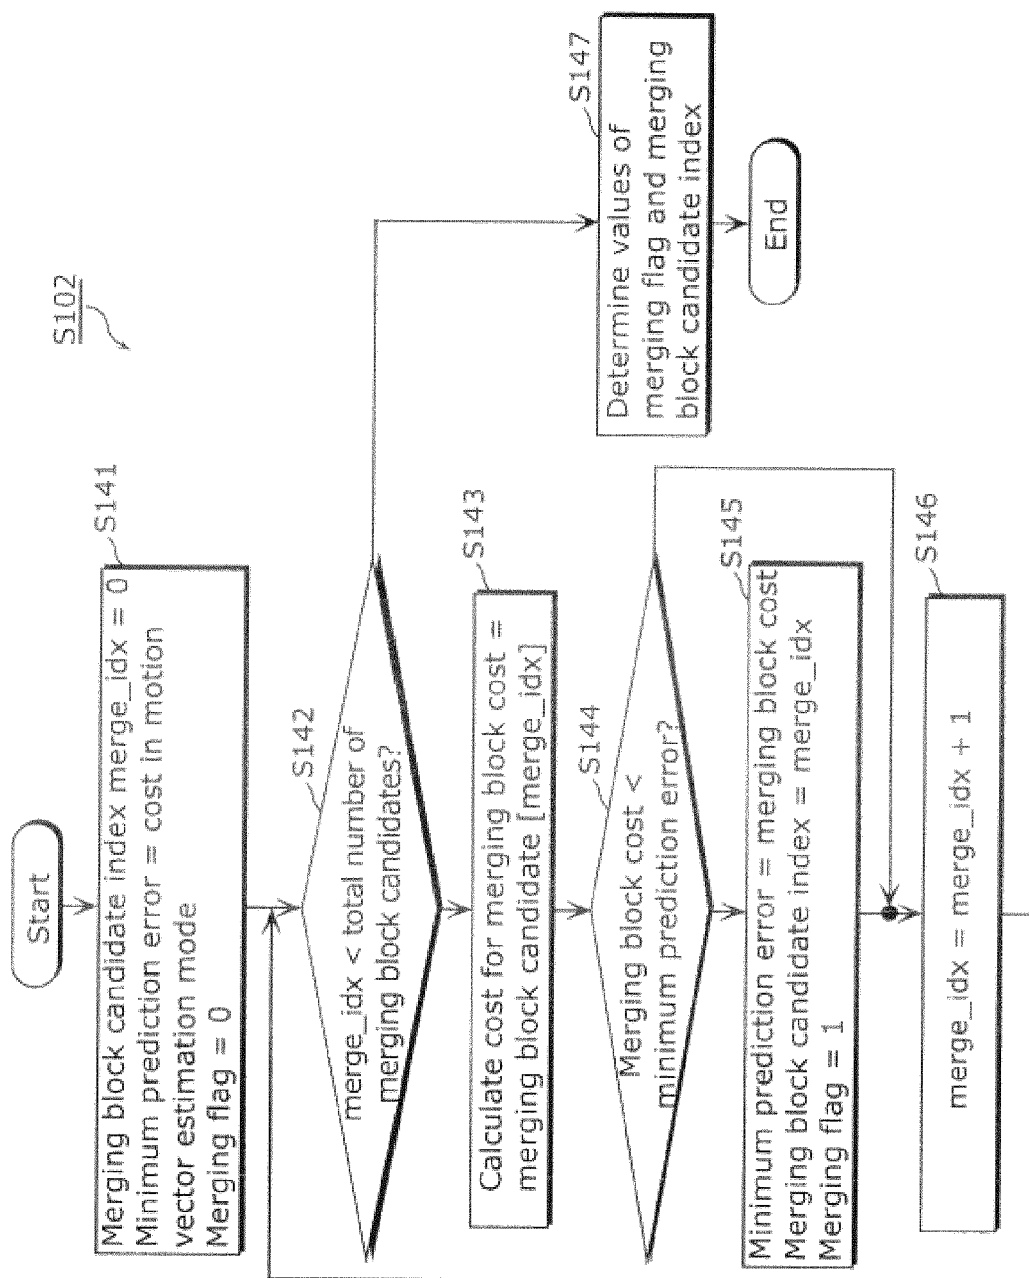 S102
Start
S141
Merging block candidate index merge_idx = 0
Minimum prediction error = cost in motion
vector estimation mode
Merging flag = 0
S142
merge_idx < total number of
merging block candidates?
S143
Calculate cost for merging block cost =
merging block candidate [merge_idx]
S144
Merging block cost <
minimum prediction error?
S145
Minimum prediction error = merging block cost
Merging block candidate index = merge_idx
Merging flag = 1
S146
merge_idx = merge_idx + 1
S147
Determine values of
merging flag and merging
block candidate index
End